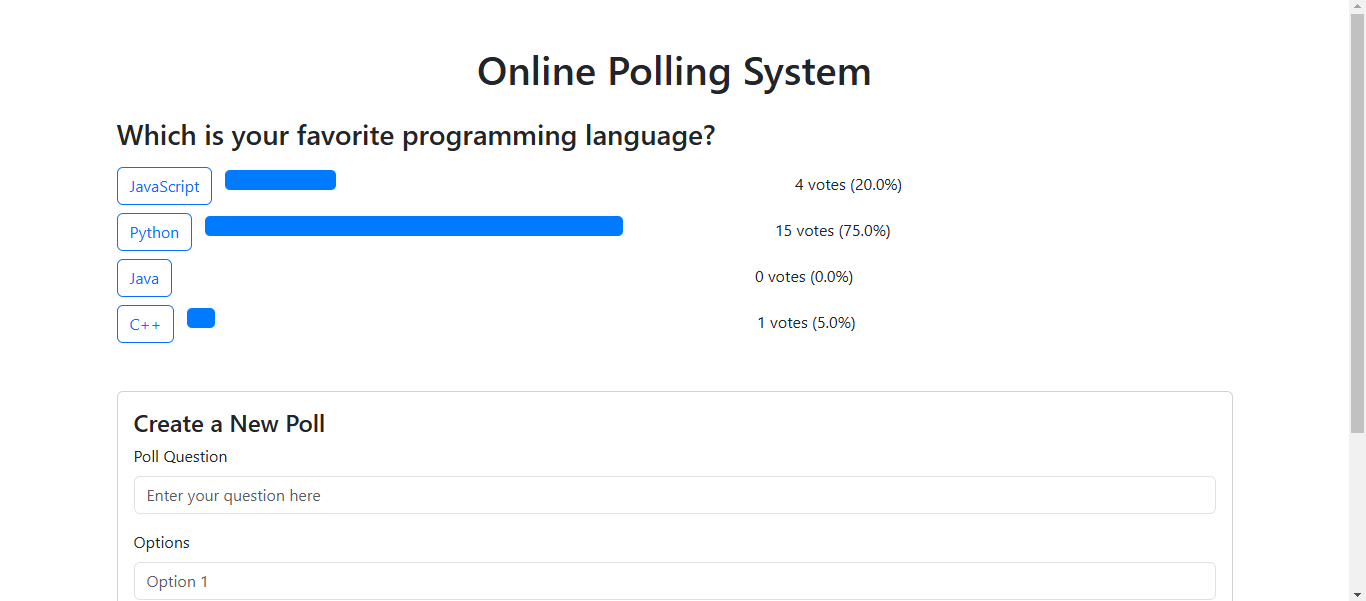 Online Polling System
Which is your favorite programming language?
JavaScript 4 votes (20.0%)
Python 15 votes (75.0%)
Java 0 votes (0.0%)
C++ 1 votes (5.0%)
Create a New Poll
Poll Question
Enter your question here
Options
Option 1